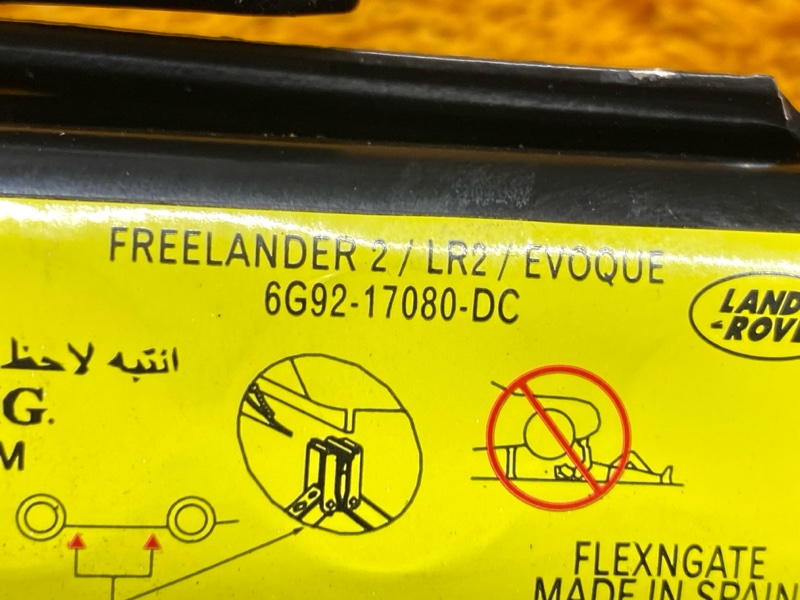 FREELANDER 2 / LR2 / EVOQUE
6G92-17080-DC
LAND
-ROVE
انتبه لاحظ
G.
M
FLEXNGATE
MADE IN SPAIN